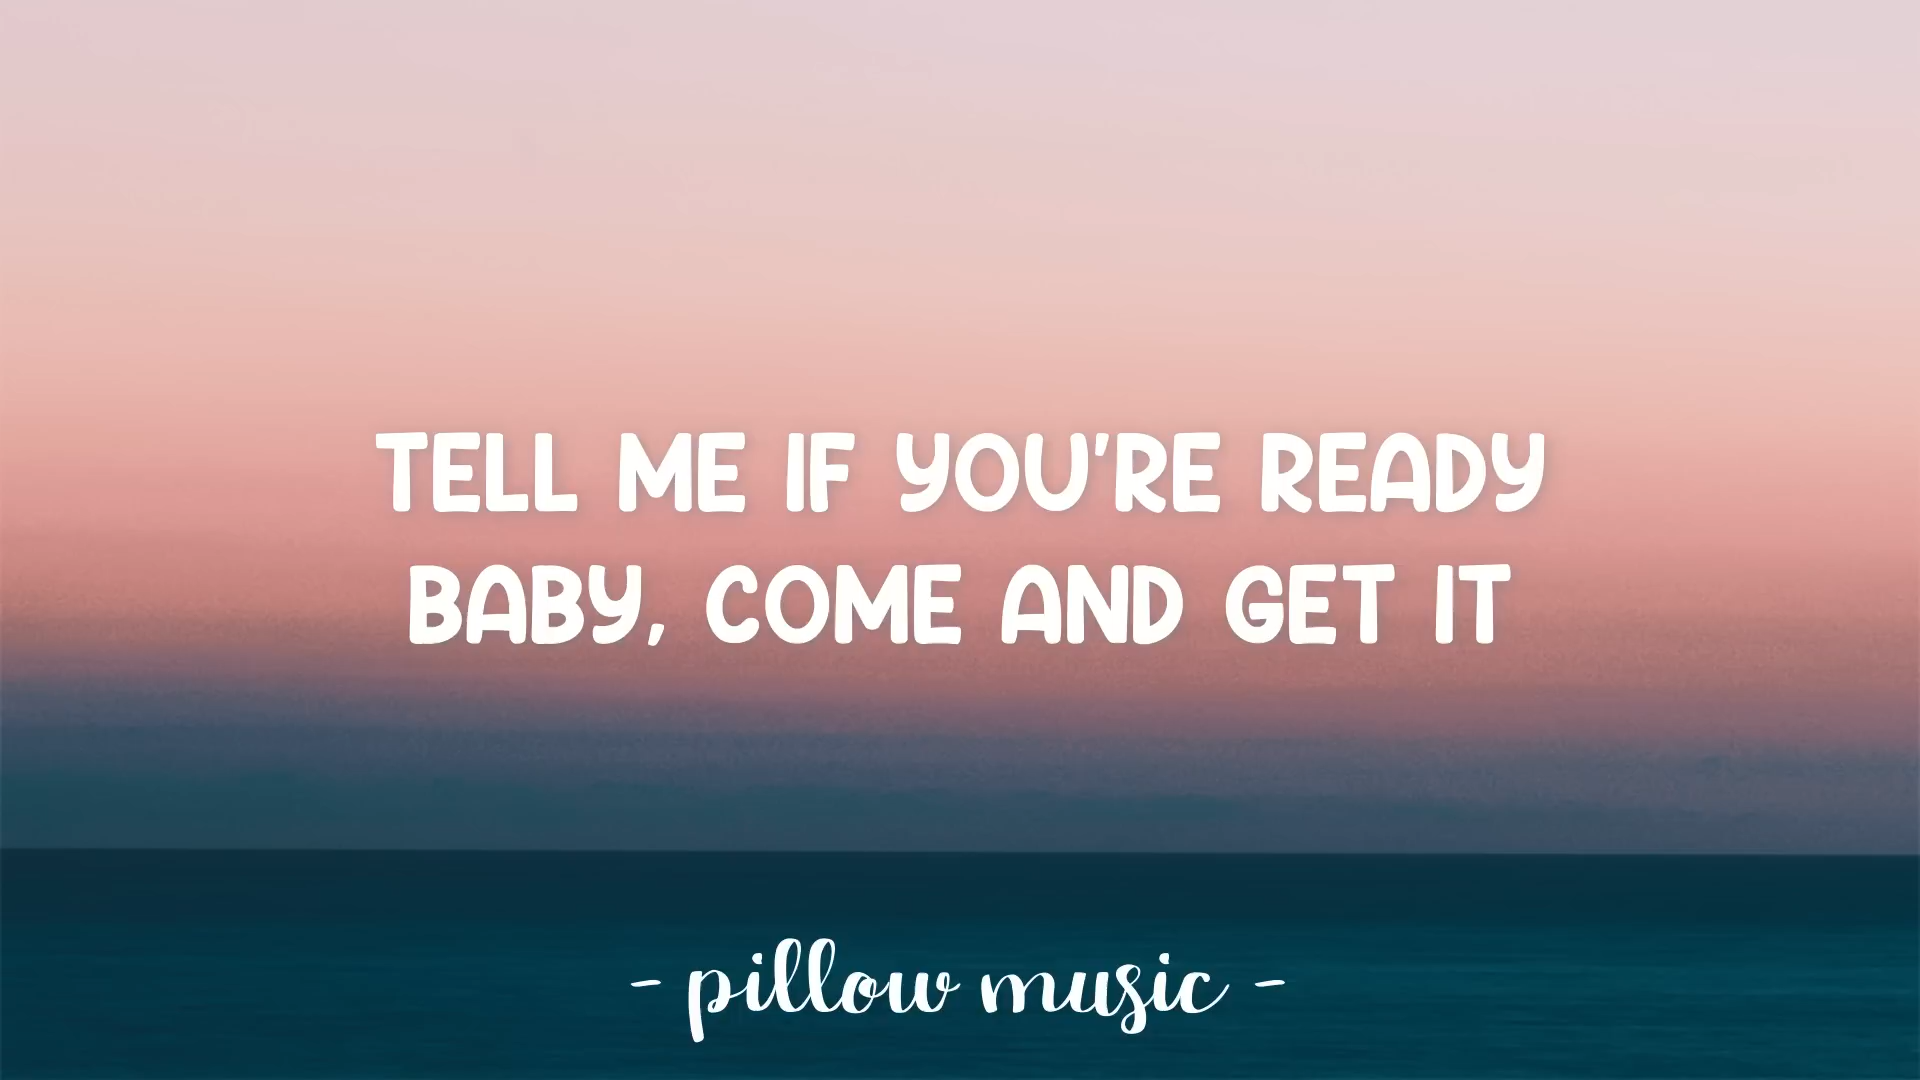 TELL ME IF YOU'RE READY
BABY, COME AND GET IT
- pillow music -